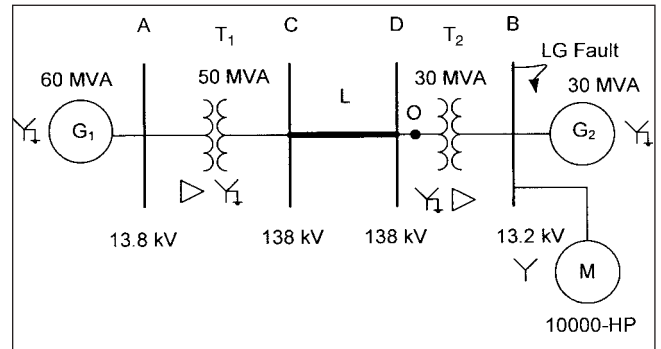 A T₁ C D T₂ B
LG Fault
60 MVA 50 MVA 30 MVA 30 MVA
L
O
G₁ G₂
13.8 kV 138 kV 138 kV 13.2 kV
M
10000-HP